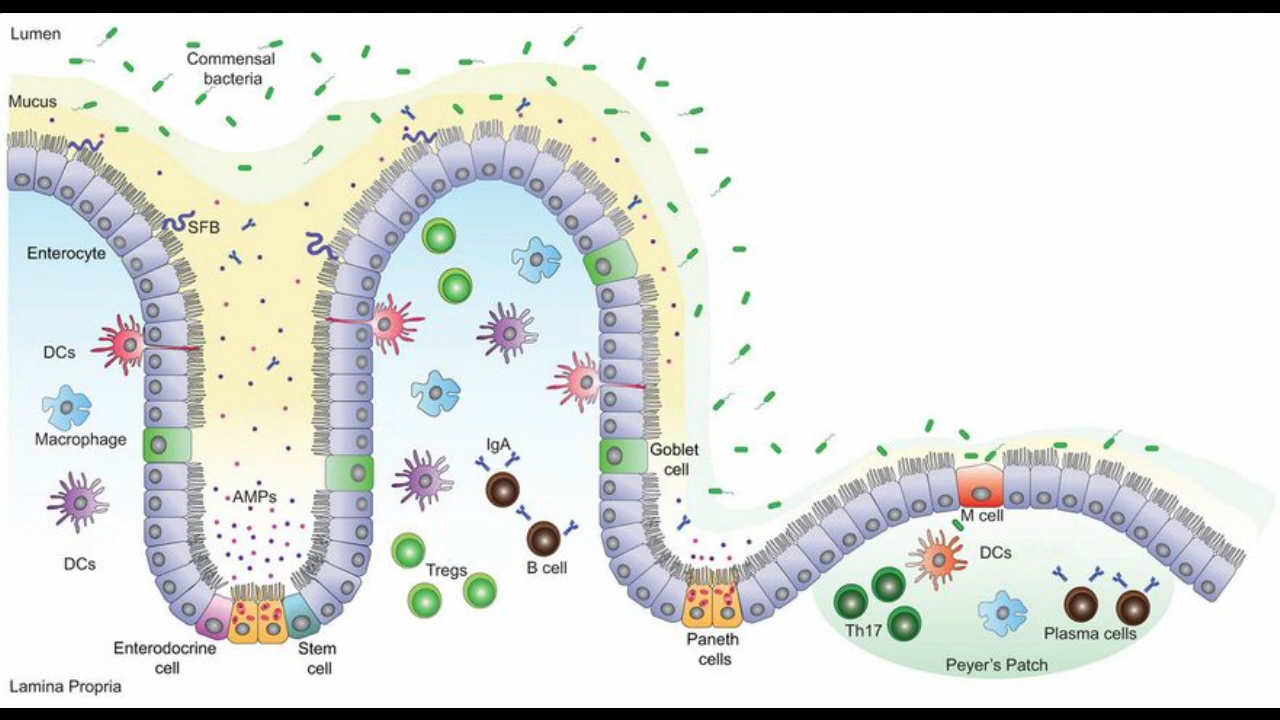 Lumen
Commensal
bacteria
Mucus
SFB
Enterocyte
DCs
Macrophage
DCs
AMPs
IgA
B cell
Tregs
Goblet
cell
M cell
DCs
Th17
Plasma cells
Peyer's Patch
Enterodocrine
cell
Stem
cell
Paneth
cells
Lamina Propria